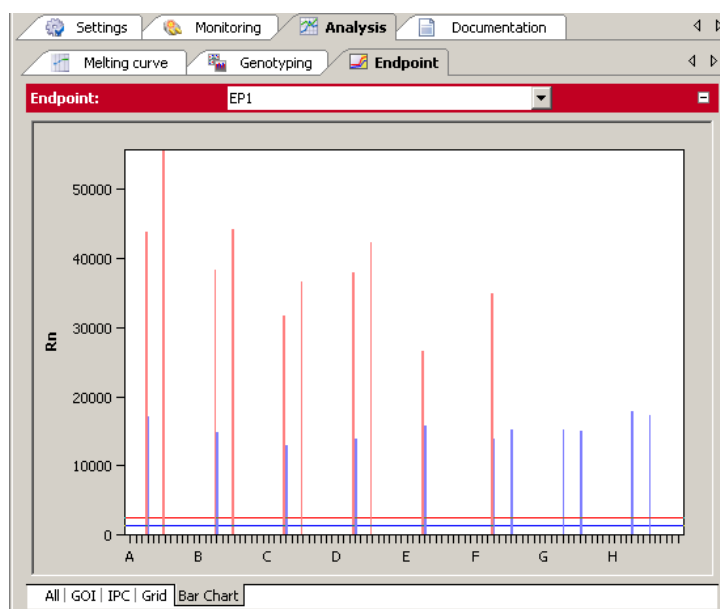 Settings Monitoring Analysis Documentation
Melting curve Genotyping Endpoint
Endpoint: EP1
50000
40000
30000
20000
10000
0
Rn
A B C D E F G H
All | GOI | IPC | Grid | Bar Chart